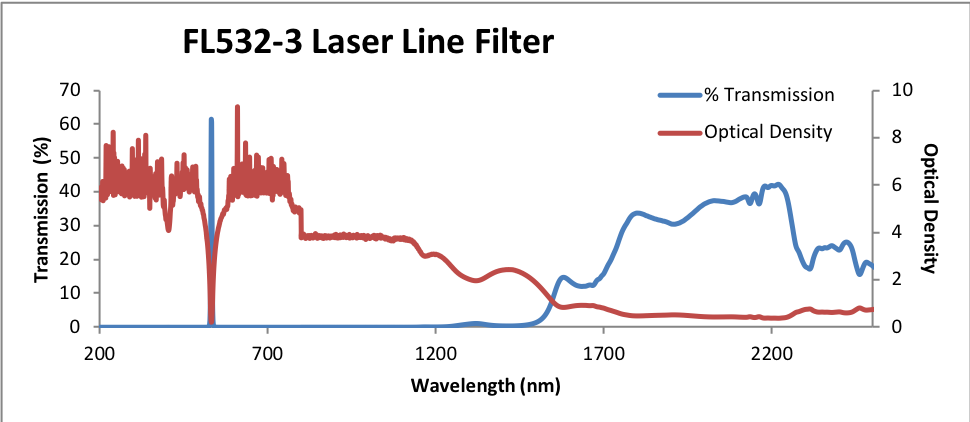 FL532-3 Laser Line Filter
% Transmission
Optical Density
70
60
50
40
30
20
10
0
Transmission (%)
10
8
6
4
2
0
Optical Density
200 700 1200 1700 2200
Wavelength (nm)